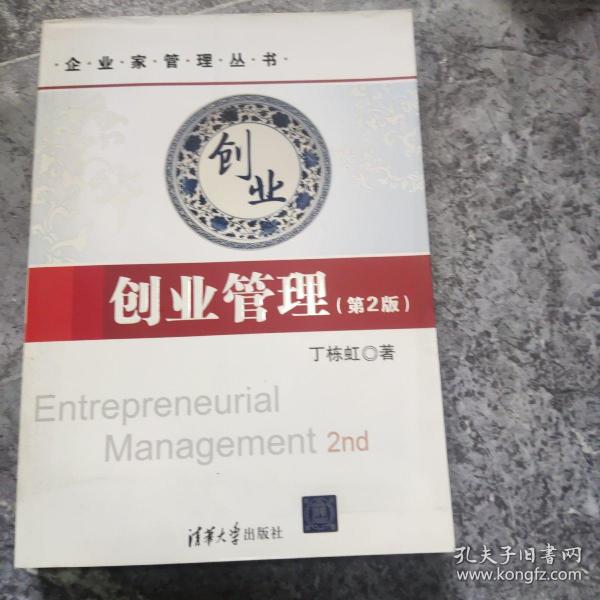 ·企·业·家·管·理·丛·书·
创业
创业管理(第2版)
丁栋虹◎著
Entrepreneurial
Management 2nd
清华大学出版社
孔夫子旧书网
www.kongfz.com